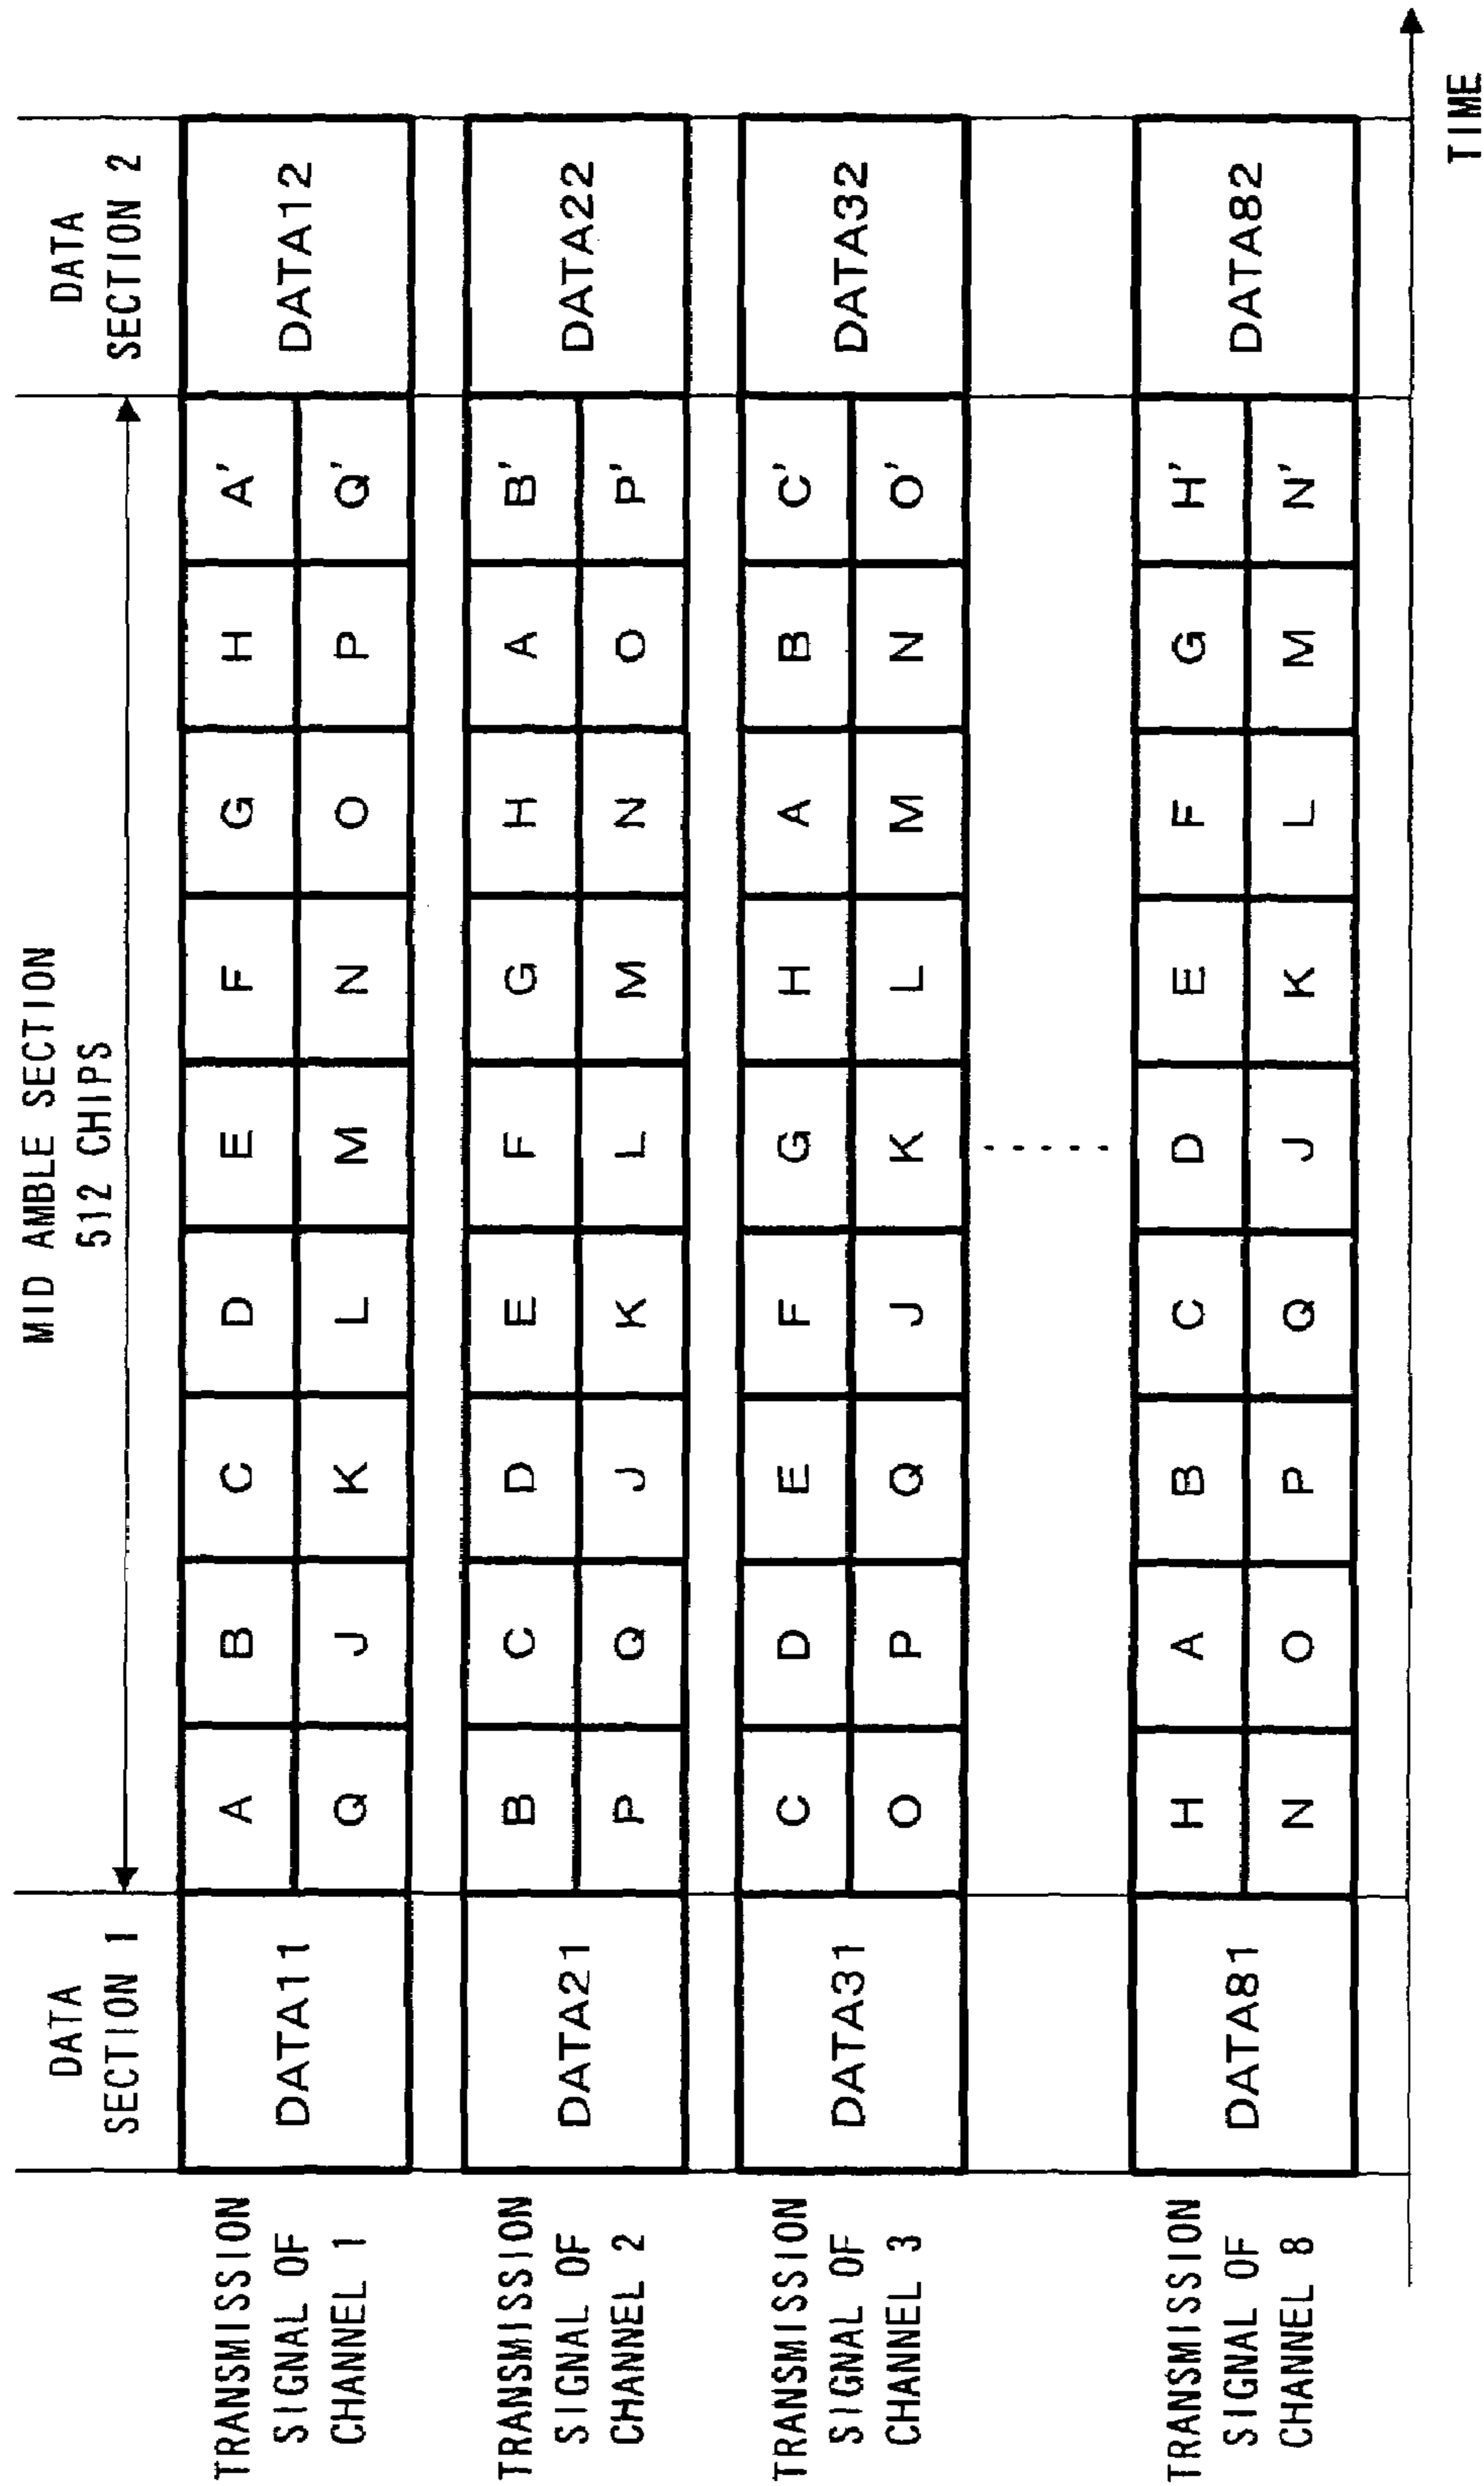 DATA
SECTION 1
MID AMBLE SECTION
512 CHIPS
DATA
SECTION 2
TRANSMISSION
SIGNAL OF
CHANNEL 1
DATA11
A B C D E F G H A'
Q J K L M N O P Q'
DATA12
TRANSMISSION
SIGNAL OF
CHANNEL 2
DATA21
B C D E F G H A B'
P Q J K L M N O P'
DATA22
TRANSMISSION
SIGNAL OF
CHANNEL 3
DATA31
C D E F G H A B C'
O P Q J K L M N O'
DATA32
TRANSMISSION
SIGNAL OF
CHANNEL 8
DATA81
H A B C D E F G H'
N O P Q J K L M N'
DATA82
TIME